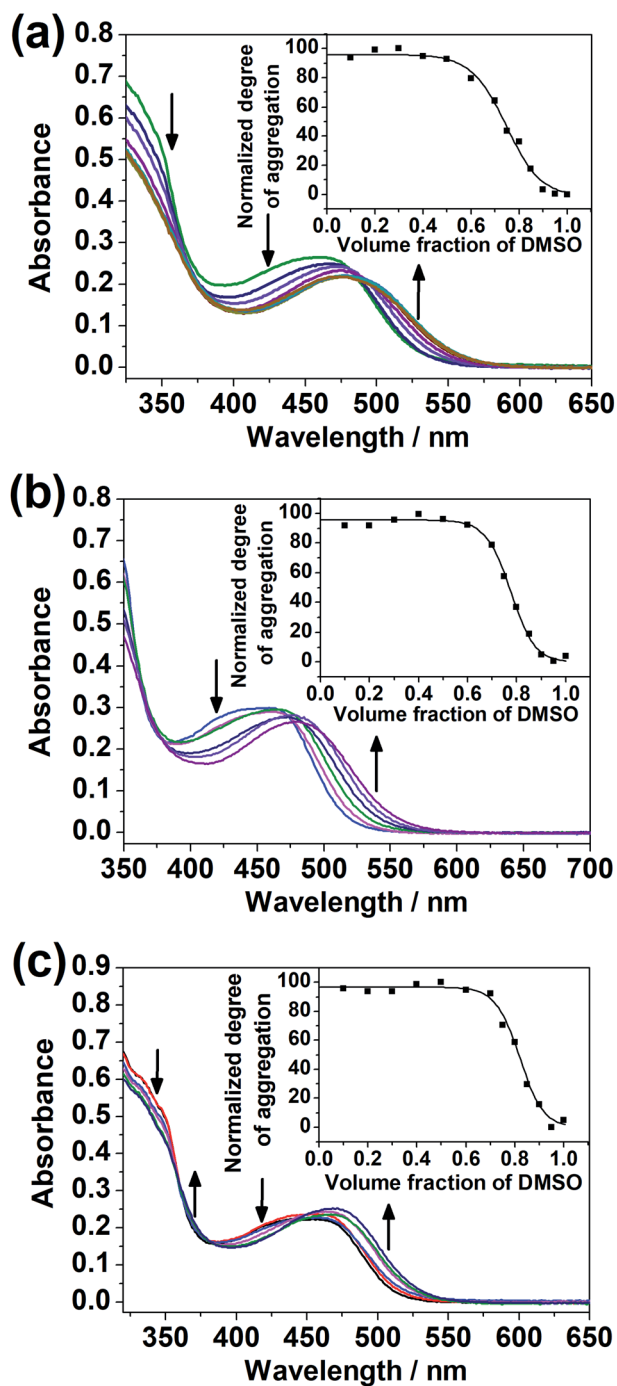 (a)
0.8
0.7
0.6
0.5
0.4
0.3
0.2
0.1
0.0
Absorbance
350 400 450 500 550 600 650
Wavelength / nm
Normalized degree
of aggregation
100
80
60
40
20
0
0.0 0.2 0.4 0.6 0.8 1.0
Volume fraction of DMSO
(b)
0.8
0.7
0.6
0.5
0.4
0.3
0.2
0.1
0.0
Absorbance
350 400 450 500 550 600 650 700
Wavelength / nm
Normalized degree
of aggregation
100
80
60
40
20
0
0.0 0.2 0.4 0.6 0.8 1.0
Volume fraction of DMSO
(c)
0.9
0.8
0.7
0.6
0.5
0.4
0.3
0.2
0.1
0.0
Absorbance
350 400 450 500 550 600 650
Wavelength / nm
Normalized degree
of aggregation
100
80
60
40
20
0
0.0 0.2 0.4 0.6 0.8 1.0
Volume fraction of DMSO